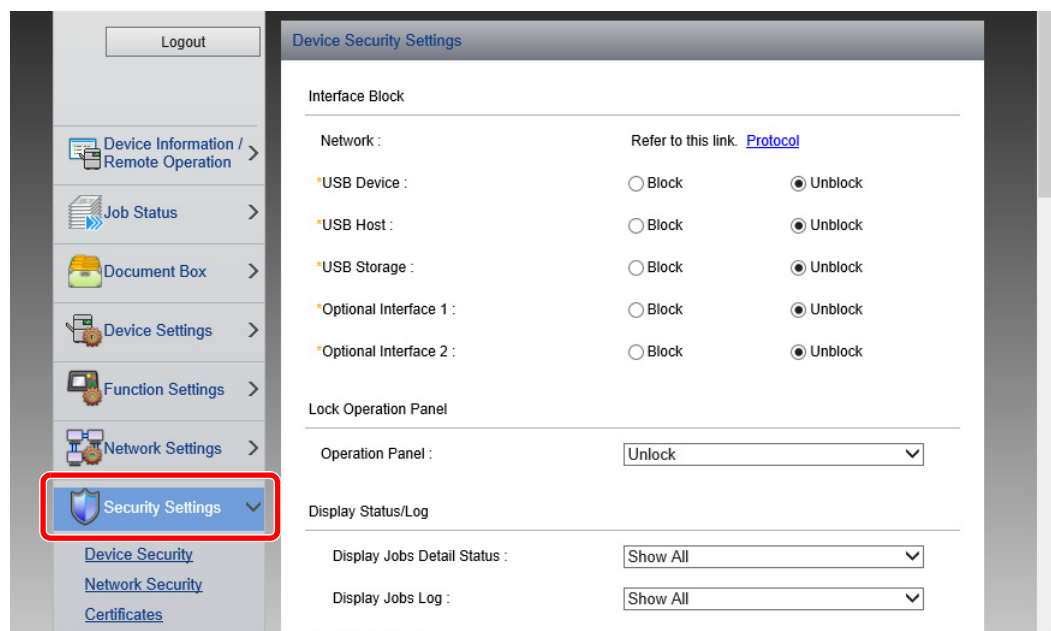 Logout
Device Information /
Remote Operation
Job Status
Document Box
Device Settings
Function Settings
Network Settings
Security Settings
Device Security
Network Security
Certificates
Device Security Settings
Interface Block
Network : Refer to this link. Protocol
*USB Device : Block Unblock
*USB Host : Block Unblock
*USB Storage : Block Unblock
*Optional Interface 1 : Block Unblock
*Optional Interface 2 : Block Unblock
Lock Operation Panel
Operation Panel : Unlock
Display Status/Log
Display Jobs Detail Status : Show All
Display Jobs Log : Show All